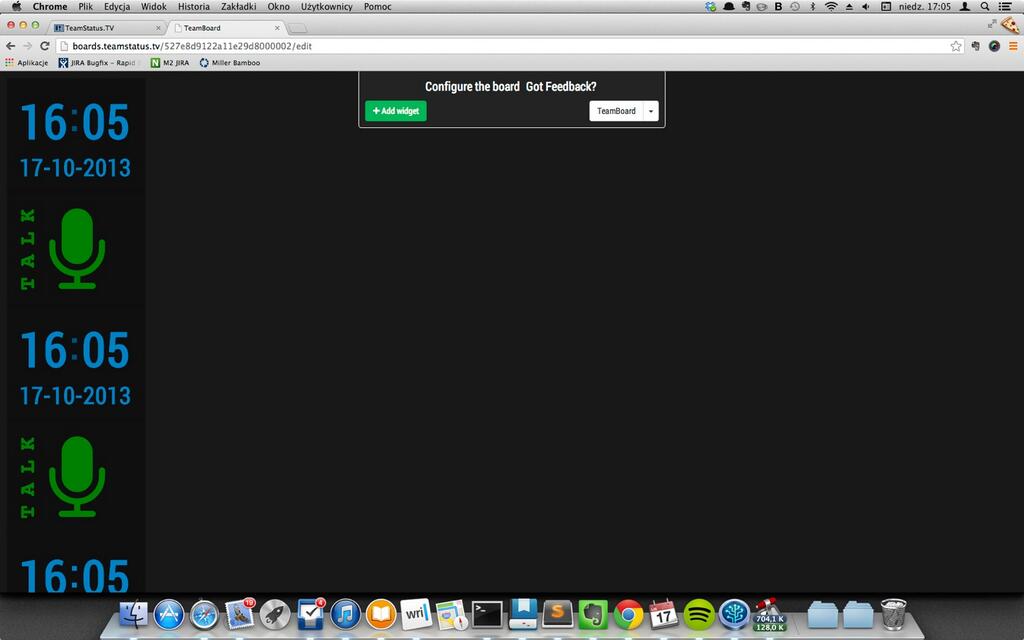 Chrome Plik Edycja Widok Historia Zakładki Okno Użytkownicy Pomoc niedz. 17:05
TeamStatus.TV TeamBoard
boards.teamstatus.tv/527e8d9122a11e29d8000002/edit
Aplikacje JIRA Bugfix – Rapid M2 JIRA Miller Bamboo
Configure the board Got Feedback?
+ Add widget TeamBoard
16:05
17-10-2013
TALK
16:05
17-10-2013
TALK
16:05
wri
17
704,1 K
128,0 K